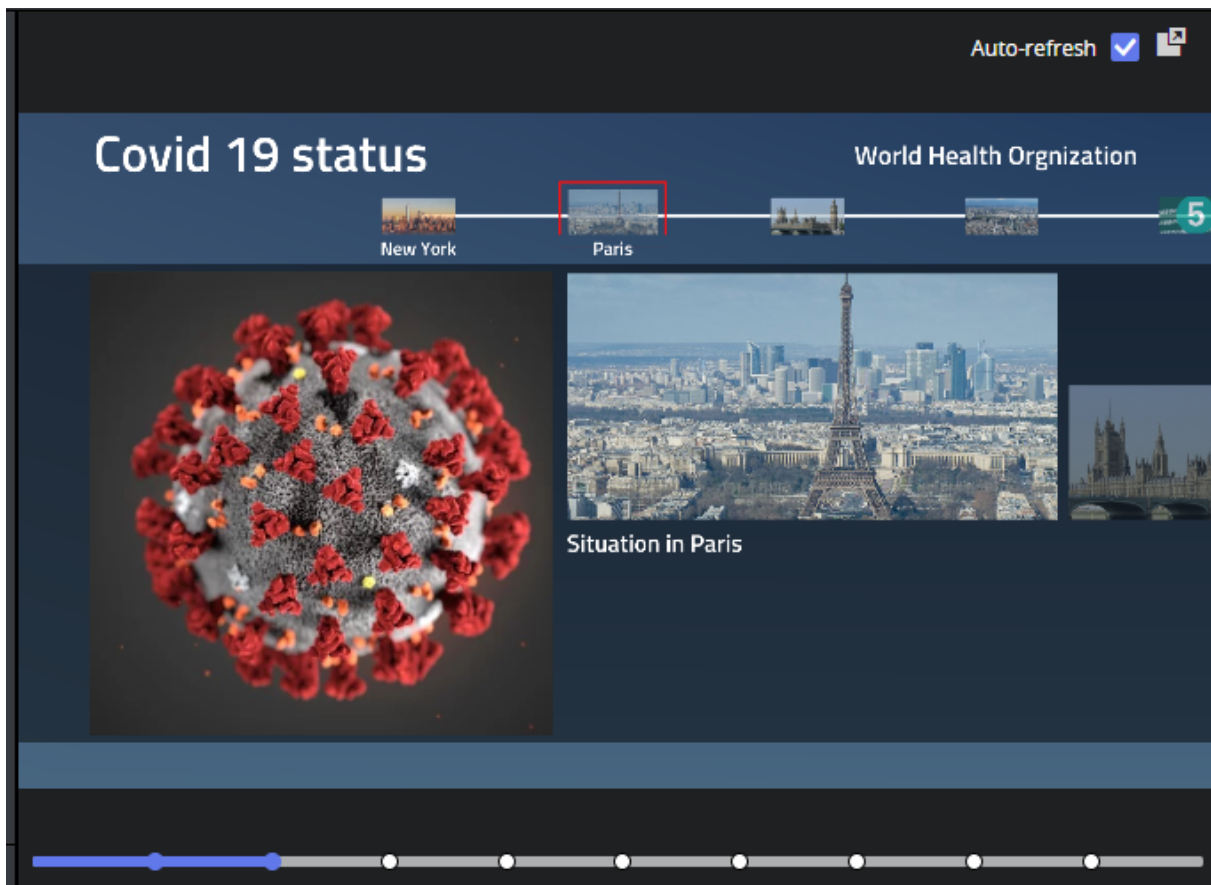 Auto-refresh
Covid 19 status
World Health Orgnization
5
New York
Paris
Situation in Paris